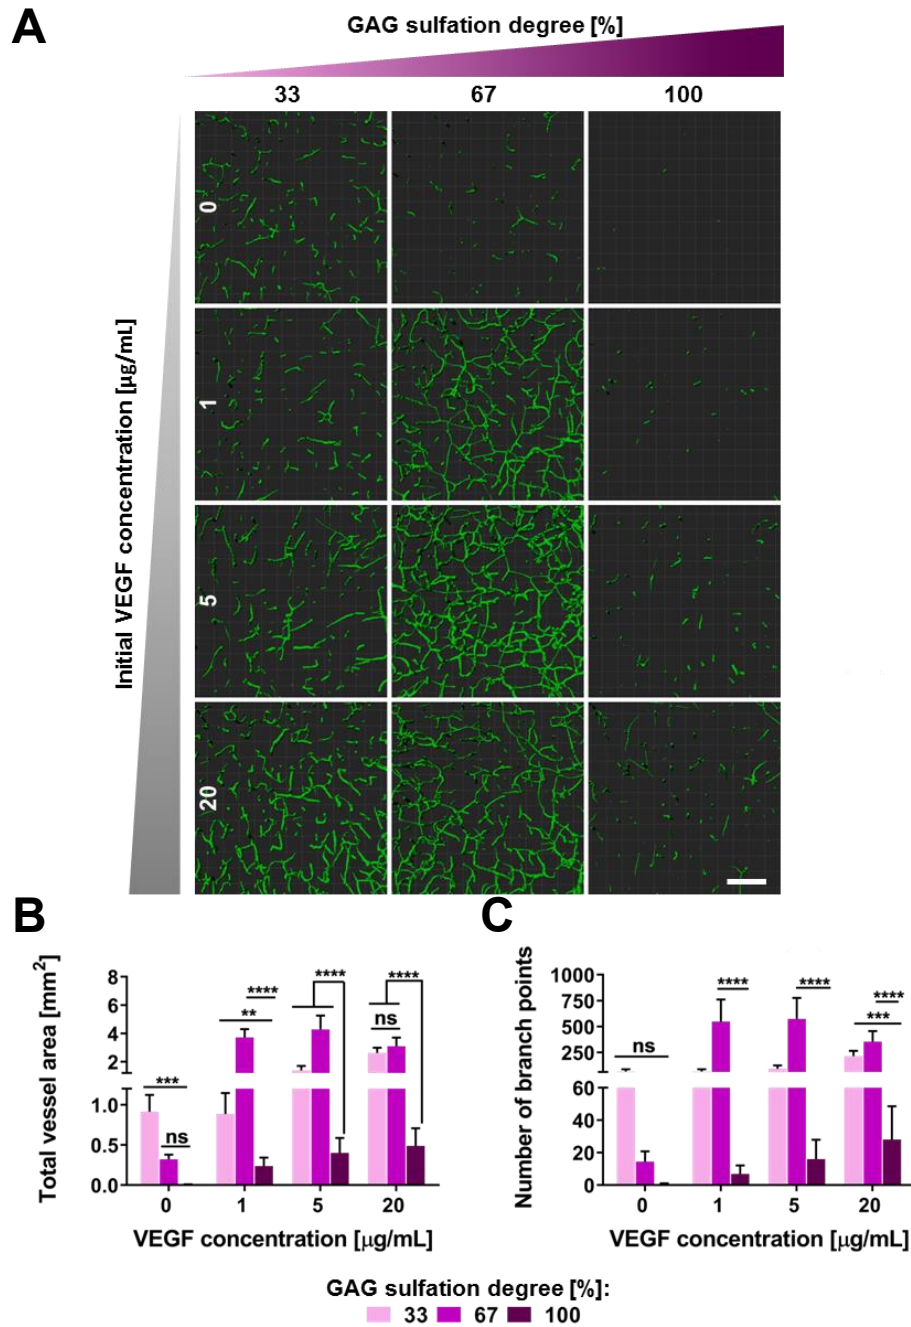 A
GAG sulfation degree [%]
33 67 100
Initial VEGF concentration [µg/mL]
0
1
5
20
B
Total vessel area [mm²]
8
6
4
2
1.0
0.5
0.0
***
ns
**
****
****
ns
****
0 1 5 20
VEGF concentration [µg/mL]
C
Number of branch points
1000
750
500
250
60
40
20
0
ns
****
****
***
****
0 1 5 20
VEGF concentration [µg/mL]
GAG sulfation degree [%]:
33 67 100